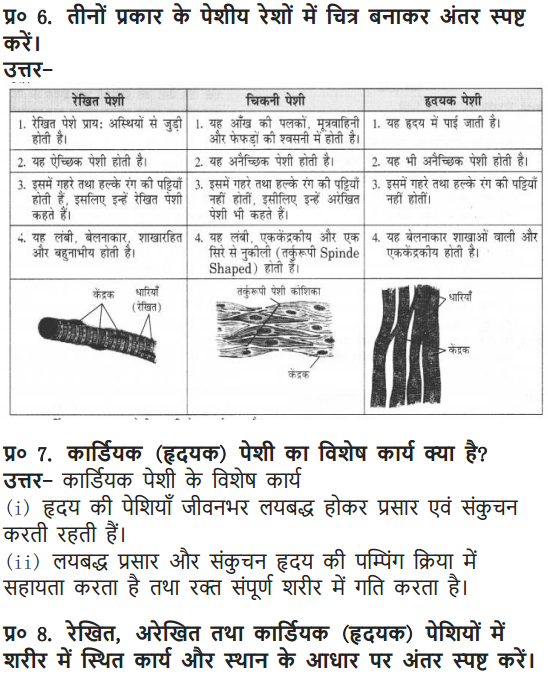 प्र० 6. तीनों प्रकार के पेशीय रेशों में चित्र बनाकर अंतर स्पष्ट
करें।
उत्तर-
रेखित पेशी
चिकनी पेशी
हृदयक पेशी
1. रेखित पेशे प्राय: अस्थियों से जुड़ी
होती है।
1. यह आँख की पलकों, मूत्रवाहिनी
और फेफड़ों की श्वसनी में होती है।
1. यह हृदय में पाई जाती है।
2. यह ऐच्छिक पेशी होती है।
2. यह अनैच्छिक पेशी होती है।
2. यह भी अनैच्छिक पेशी होती है।
3. इसमें गहरे तथा हल्के रंग की पट्टियाँ
होती हैं, इसलिए इन्हें रेखित पेशी
कहते हैं।
3. इसमें गहरे तथा हल्के रंग की पट्टियाँ
नहीं होतीं, इसीलिए इन्हें अरेखित
पेशी भी कहते हैं।
3. इसमें गहरे तथा हल्के रंग की पट्टियाँ
नहीं होतीं।
4. यह लंबी, बेलनाकार, शाखारहित
और बहुनाभीय होती है।
4. यह लंबी, एककेंद्रकीय और एक
सिरे से नुकीली (तर्कुरूपी Spinde
Shaped) होती है।
4. यह बेलनाकार शाखाओं वाली और
एककेंद्रकीय होती है।
केंद्रक
धारियाँ
(रेखित)
तर्कुरूपी पेशी कोशिका
केंद्रक
धारियाँ
केंद्रक
प्र० 7. कार्डियक (हृदयक) पेशी का विशेष कार्य क्या है?
उत्तर- कार्डियक पेशी के विशेष कार्य
(i) हृदय की पेशियाँ जीवनभर लयबद्ध होकर प्रसार एवं संकुचन
करती रहती हैं।
(ii) लयबद्ध प्रसार और संकुचन हृदय की पम्पिंग क्रिया में
सहायता करता है तथा रक्त संपूर्ण शरीर में गति करता है।
प्र० 8. रेखित, अरेखित तथा कार्डियक (हृदयक) पेशियों में
शरीर में स्थित कार्य और स्थान के आधार पर अंतर स्पष्ट करें।